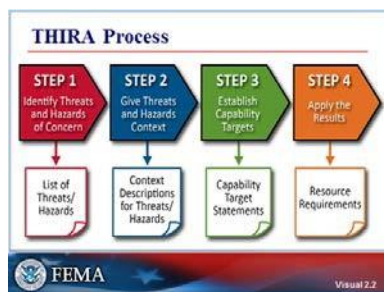 THIRA Process
STEP 1
Identify Threats
and Hazards
of Concern
STEP 2
Give Threats
and Hazards
Context
STEP 3
Establish
Capability
Targets
STEP 4
Apply the
Results
List of
Threats/
Hazards
Context
Descriptions
for Threats/
Hazards
Capability
Target
Statements
Resource
Requirements
FEMA
Visual 2.2